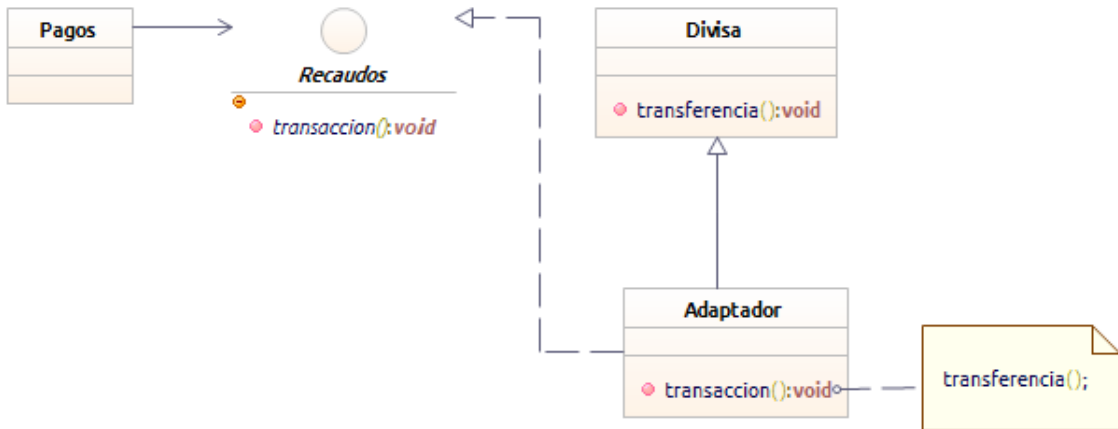 Pagos
Recaudos
transaccion():void
Divisa
transferencia():void
Adaptador
transaccion():void
transferencia();